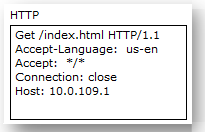 HTTP
Get /index.html HTTP/1.1
Accept-Language:  us-en
Accept:  */*
Connection: close
Host: 10.0.109.1